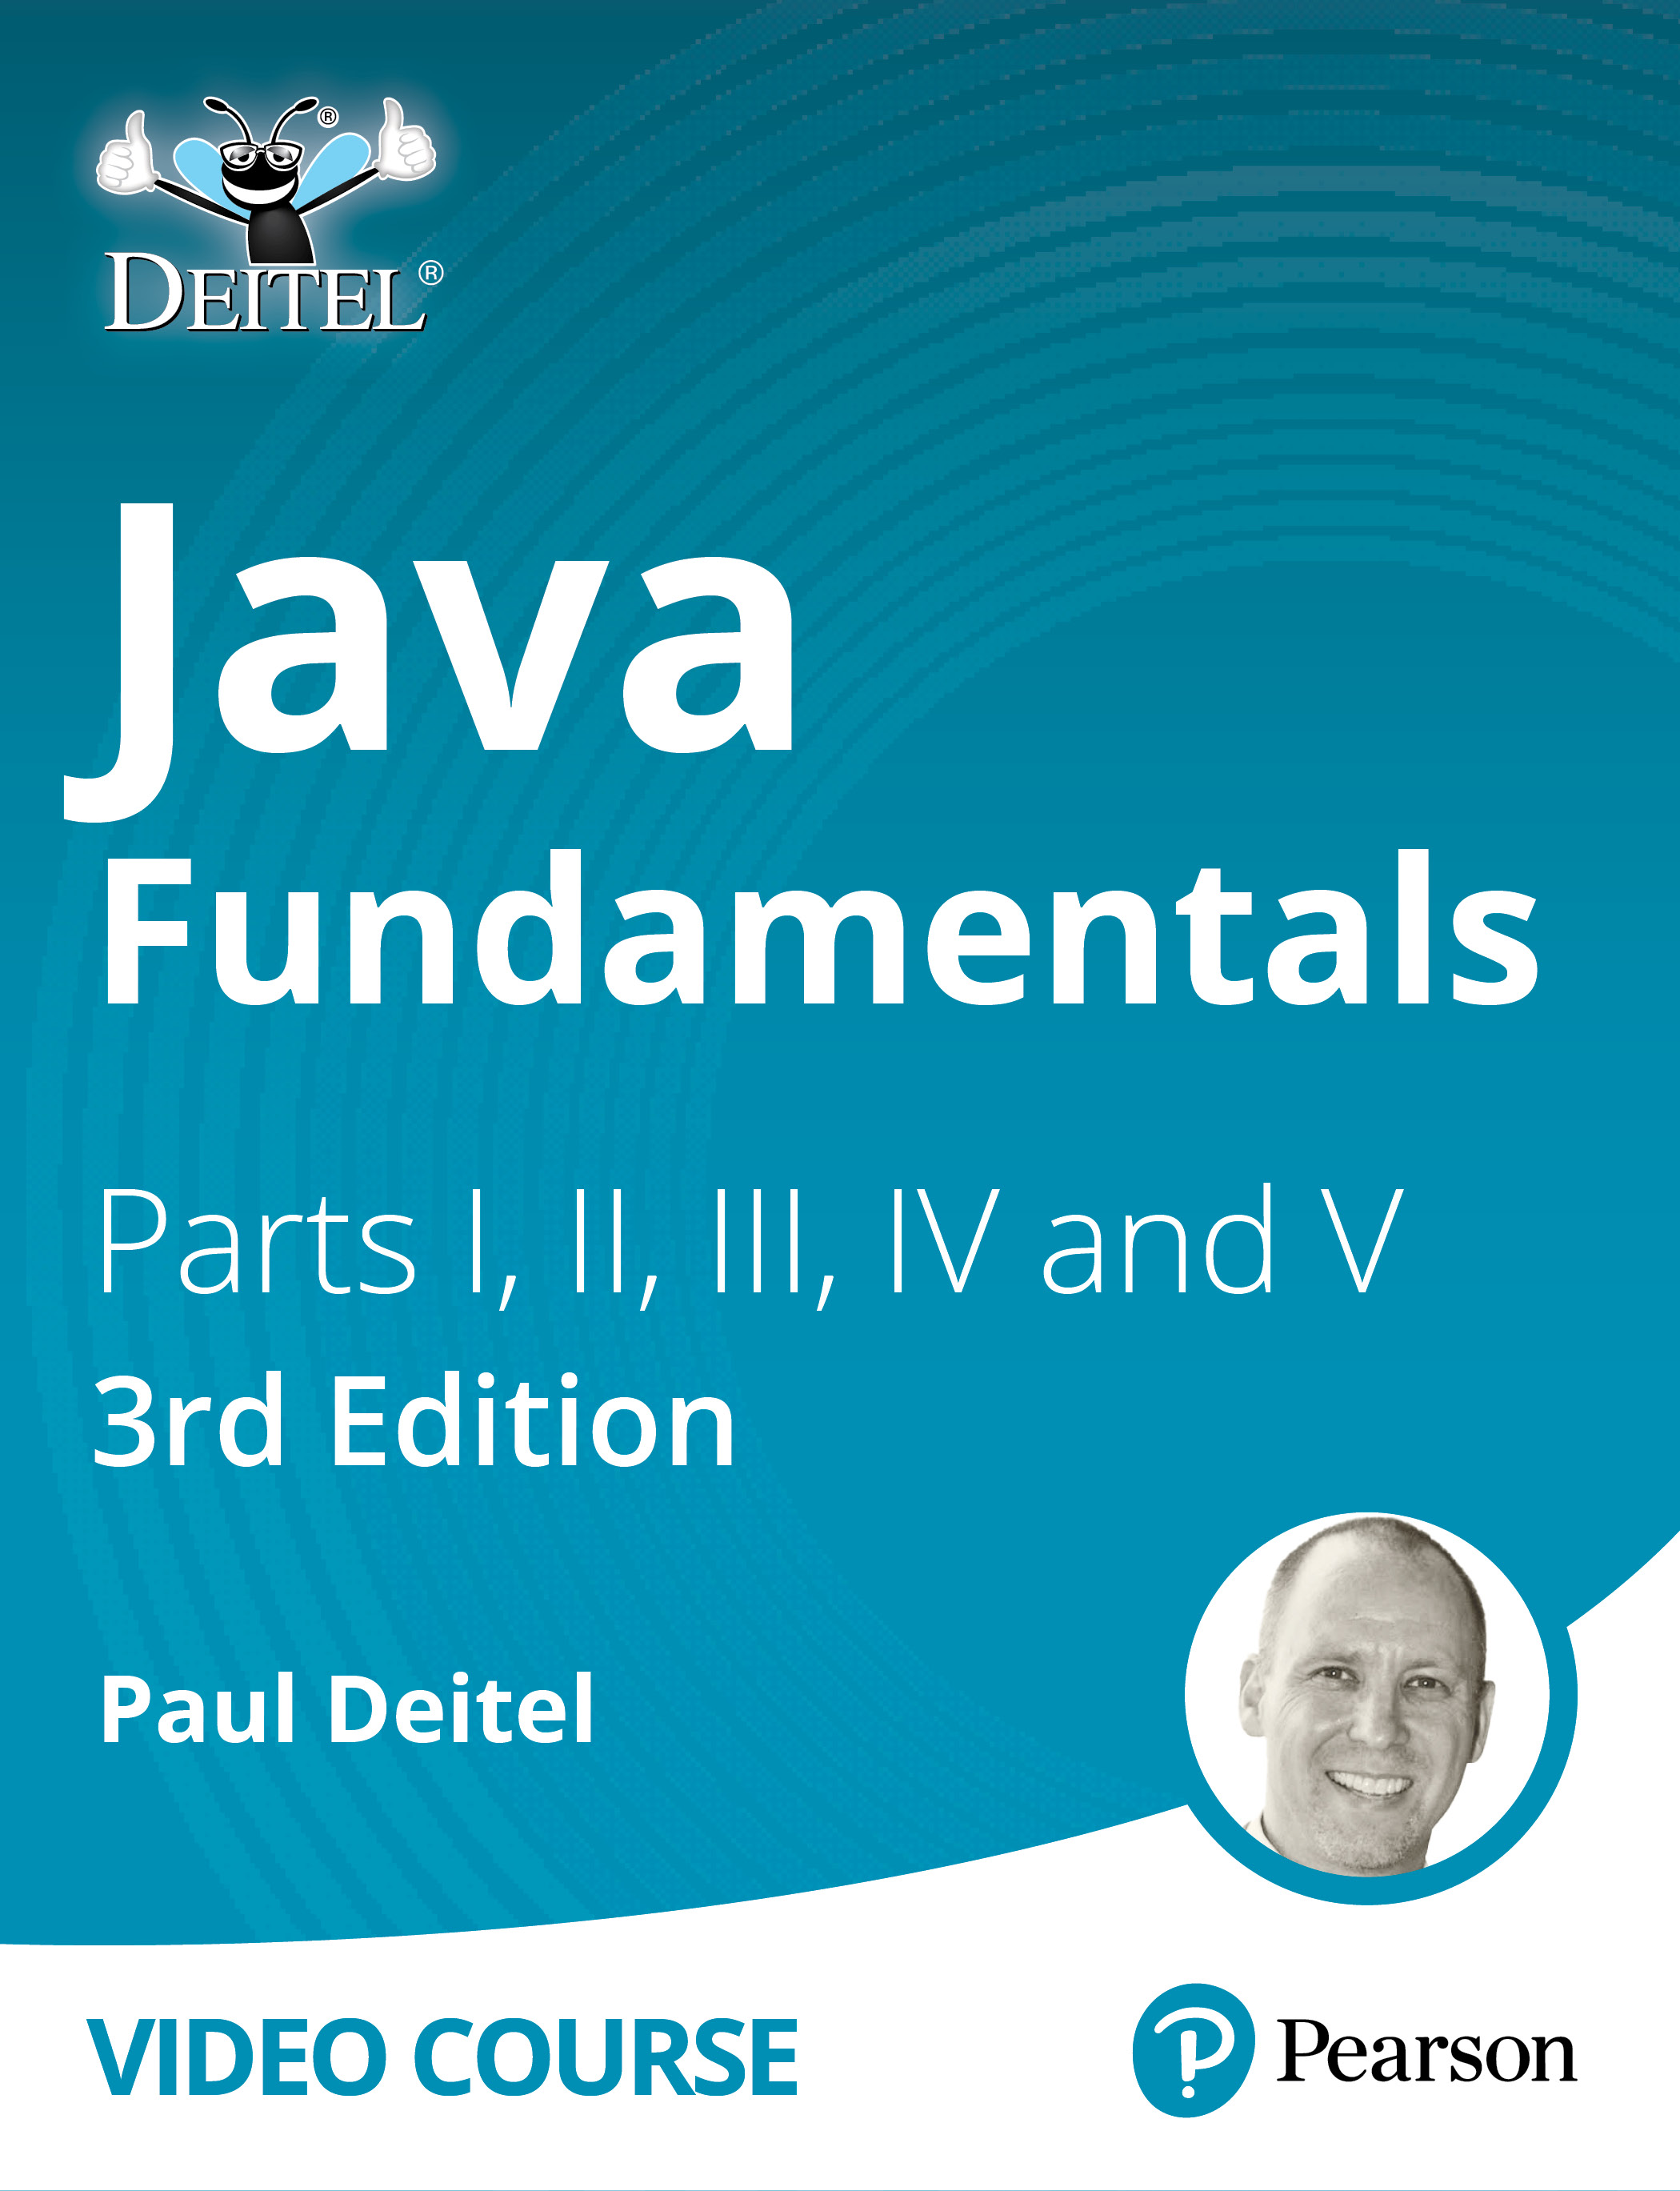 ®
DEITEL®
Java
Fundamentals
Parts I, II, III, IV and V
3rd Edition
Paul Deitel
VIDEO COURSE
Pearson